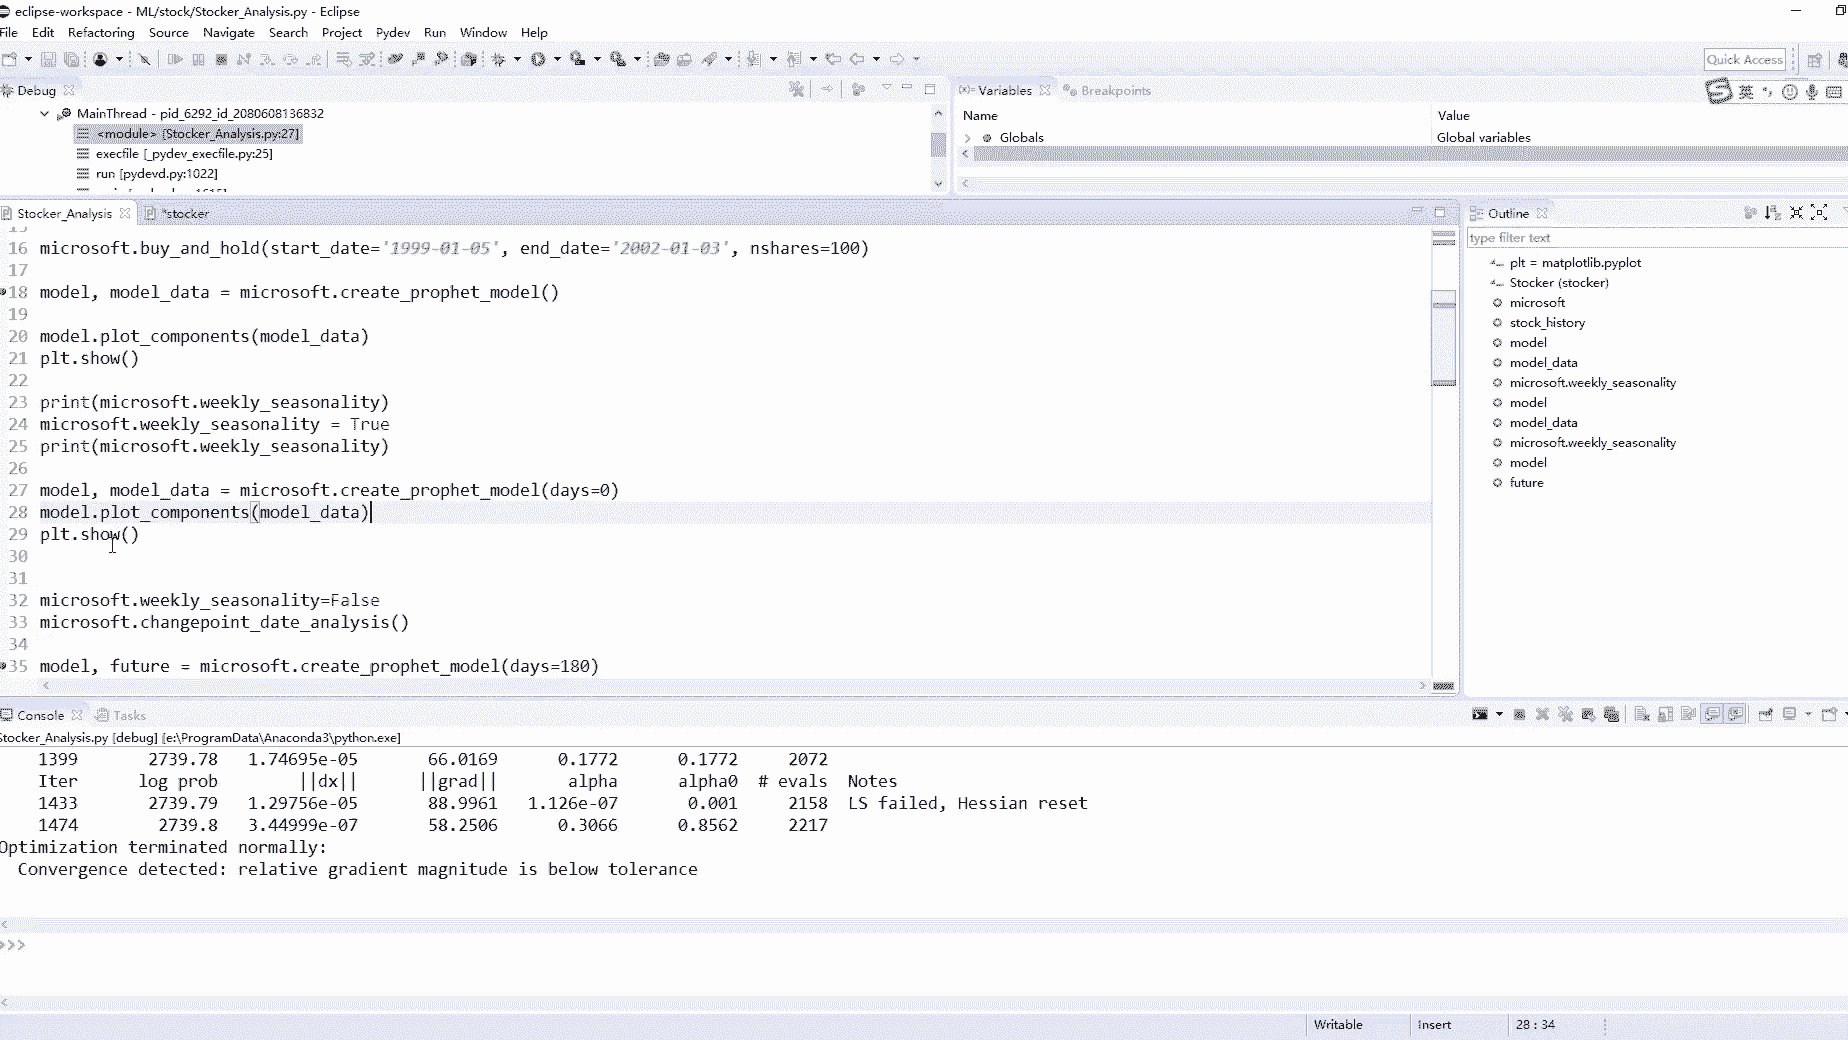 eclipse-workspace - ML/stock/Stocker_Analysis.py - Eclipse
File Edit Refactoring Source Navigate Search Project Pydev Run Window Help
Quick Access
Debug
MainThread - pid_6292_id_2080608136832
<module> [Stocker_Analysis.py:27]
execfile [_pydev_execfile.py:25]
run [pydevd.py:1022]
(x)= Variables Breakpoints
英
Name Value
Globals Global variables
Stocker_Analysis *stocker
15
16 microsoft.buy_and_hold(start_date='1999-01-05', end_date='2002-01-03', nshares=100)
17
18 model, model_data = microsoft.create_prophet_model()
19
20 model.plot_components(model_data)
21 plt.show()
22
23 print(microsoft.weekly_seasonality)
24 microsoft.weekly_seasonality = True
25 print(microsoft.weekly_seasonality)
26
27 model, model_data = microsoft.create_prophet_model(days=0)
28 model.plot_components(model_data)
29 plt.show()
30
31
32 microsoft.weekly_seasonality=False
33 microsoft.changepoint_date_analysis()
34
35 model, future = microsoft.create_prophet_model(days=180)
Outline
type filter text
plt = matplotlib.pyplot
Stocker (stocker)
microsoft
stock_history
model
model_data
microsoft.weekly_seasonality
model
model_data
microsoft.weekly_seasonality
model
future
Console Tasks
Stocker_Analysis.py [debug] [e:\ProgramData\Anaconda3\python.exe]
1399 2739.78 1.74695e-05 66.0169 0.1772 0.1772 2072
Iter log prob ||dx|| ||grad|| alpha alpha0 # evals Notes
1433 2739.79 1.29756e-05 88.9961 1.126e-07 0.001 2158 LS failed, Hessian reset
1474 2739.8 3.44999e-07 58.2506 0.3066 0.8562 2217
Optimization terminated normally:
Convergence detected: relative gradient magnitude is below tolerance
>>>
Writable Insert 28 : 34